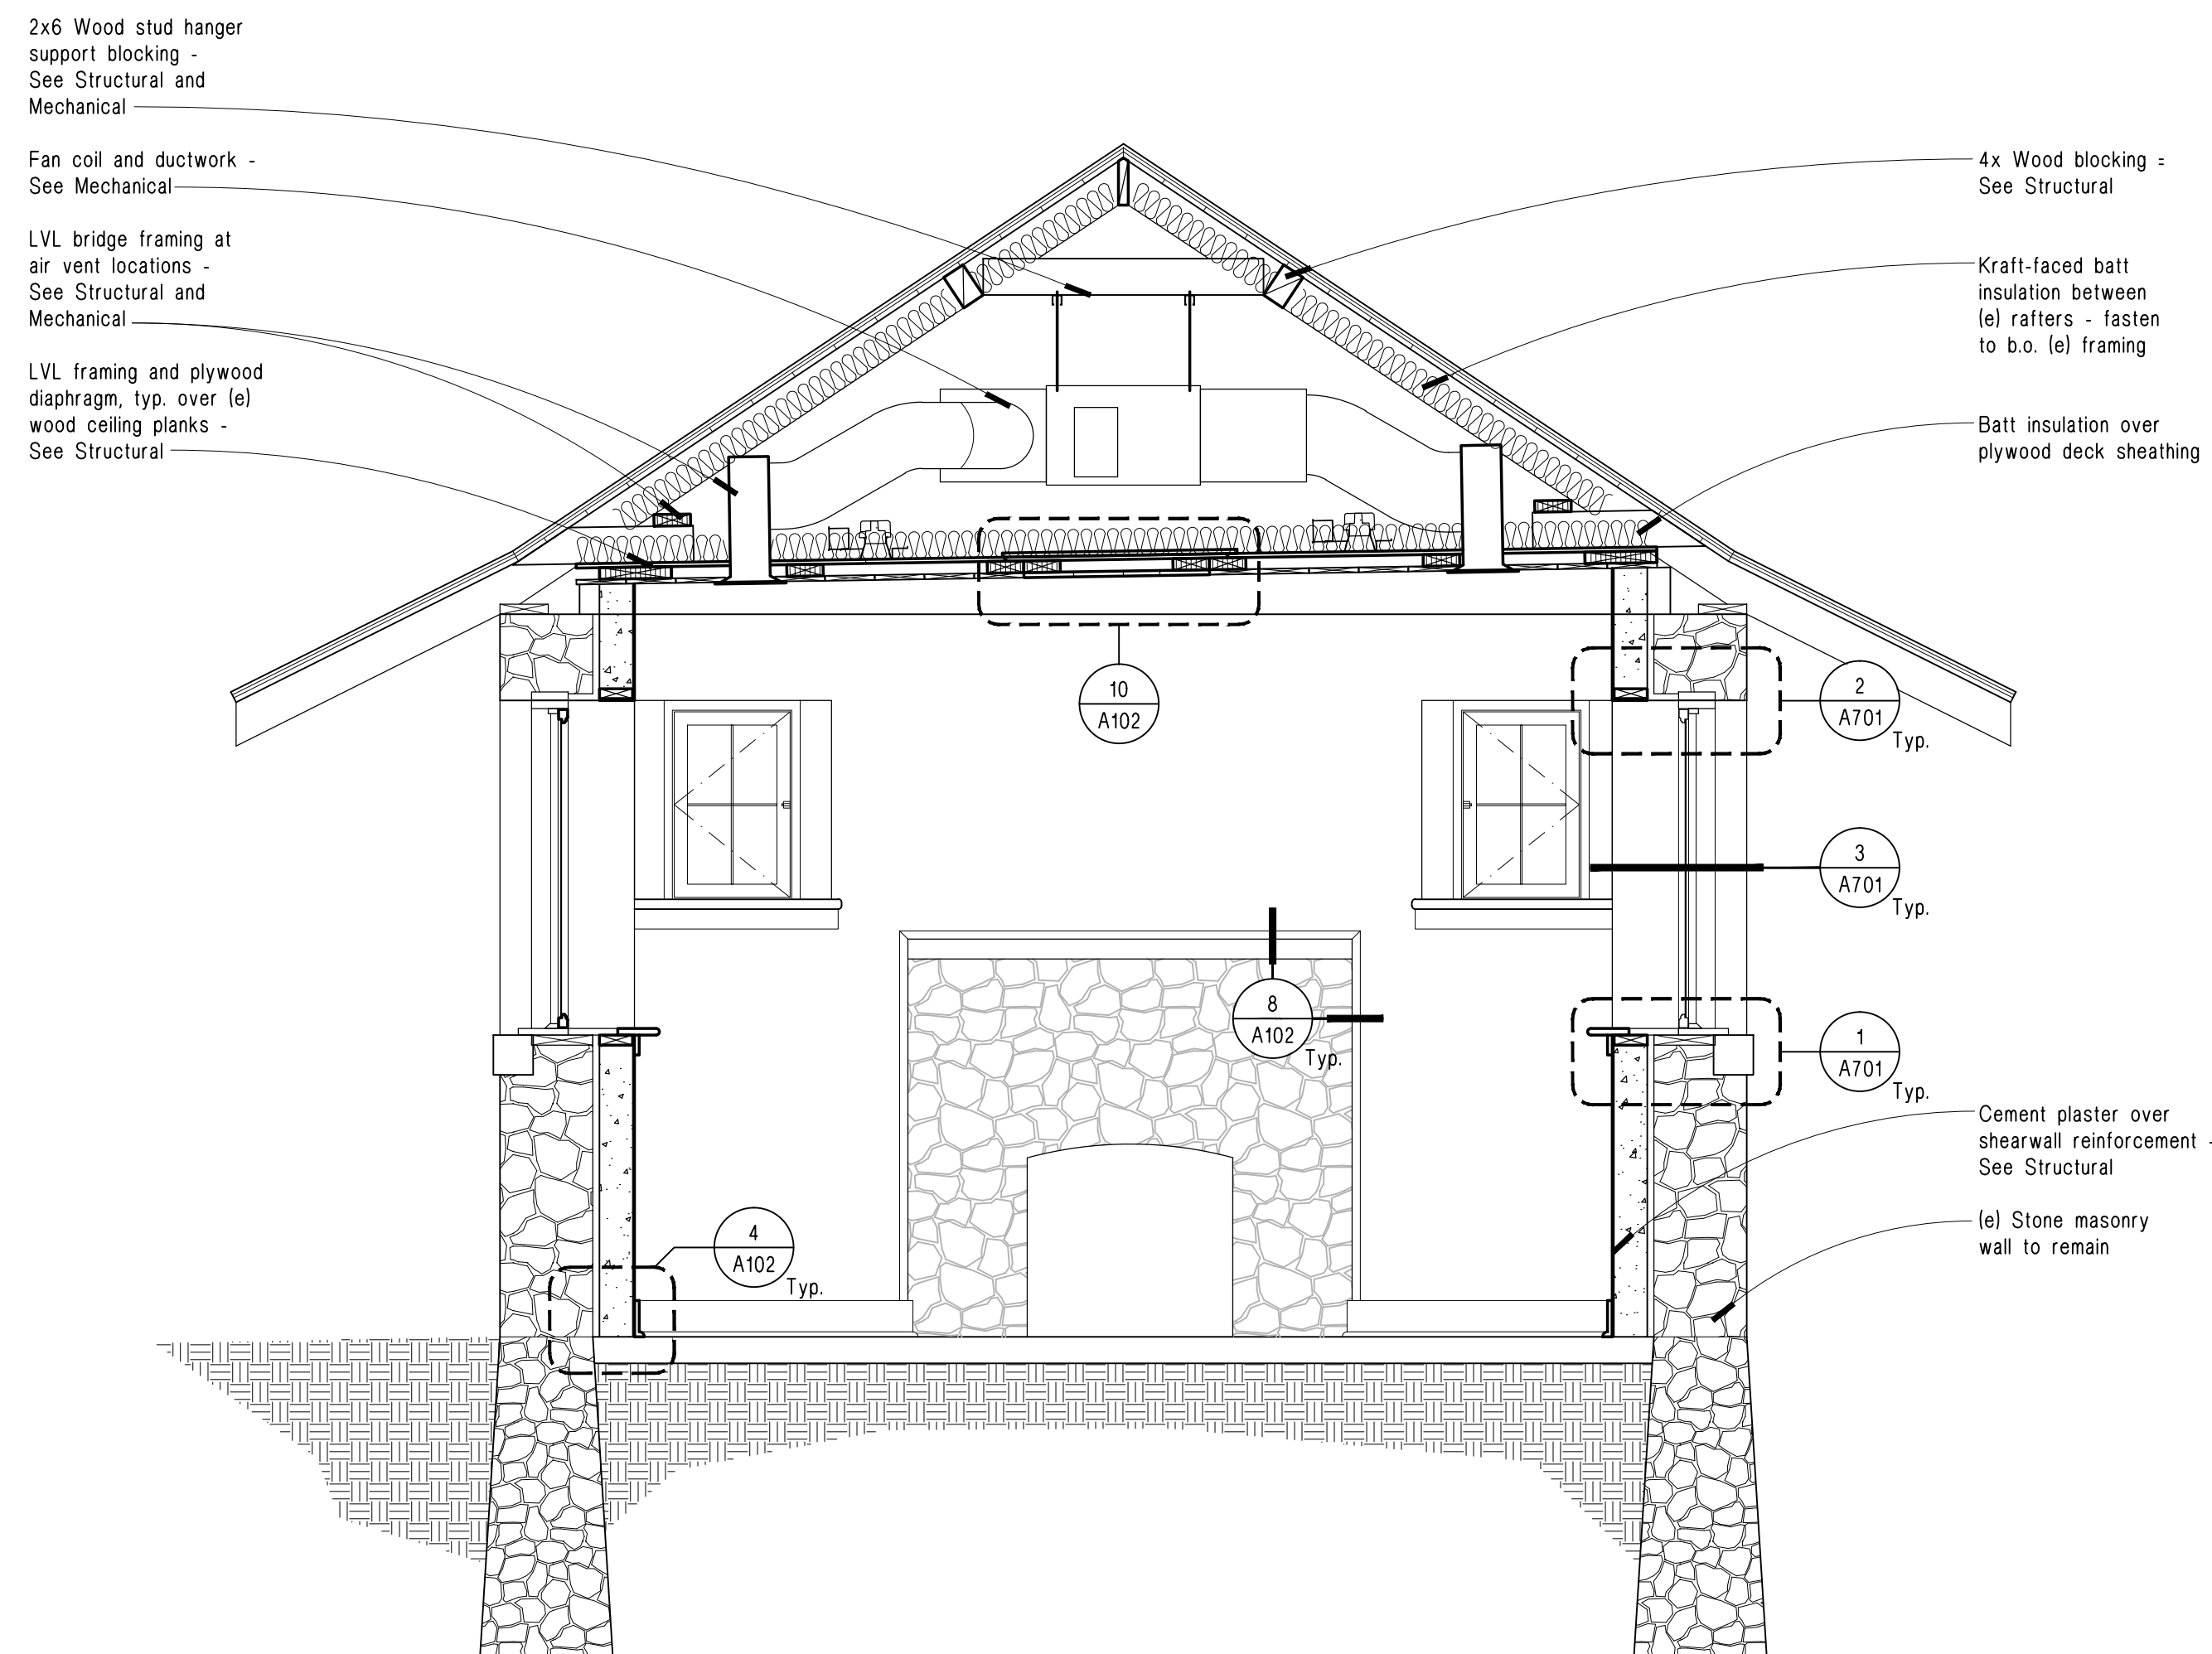 2x6 Wood stud hanger
support blocking -
See Structural and
Mechanical
Fan coil and ductwork -
See Mechanical
LVL bridge framing at
air vent locations -
See Structural and
Mechanical
LVL framing and plywood
diaphragm, typ. over (e)
wood ceiling planks -
See Structural
4x Wood blocking =
See Structural
Kraft-faced batt
insulation between
(e) rafters - fasten
to b.o. (e) framing
Batt insulation over
plywood deck sheathing
10
A102
2
A701
Typ.
3
A701
Typ.
8
A102
Typ.
1
A701
Typ.
Cement plaster over
shearwall reinforcement -
See Structural
(e) Stone masonry
wall to remain
4
A102
Typ.